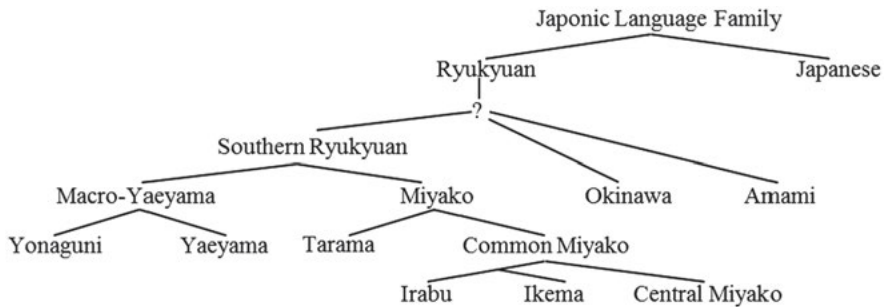 Japonic Language Family
Ryukyuan Japanese
?
Southern Ryukyuan
Macro-Yaeyama Miyako Okinawa Amami
Yonaguni Yaeyama Tarama Common Miyako
Irabu Ikema Central Miyako